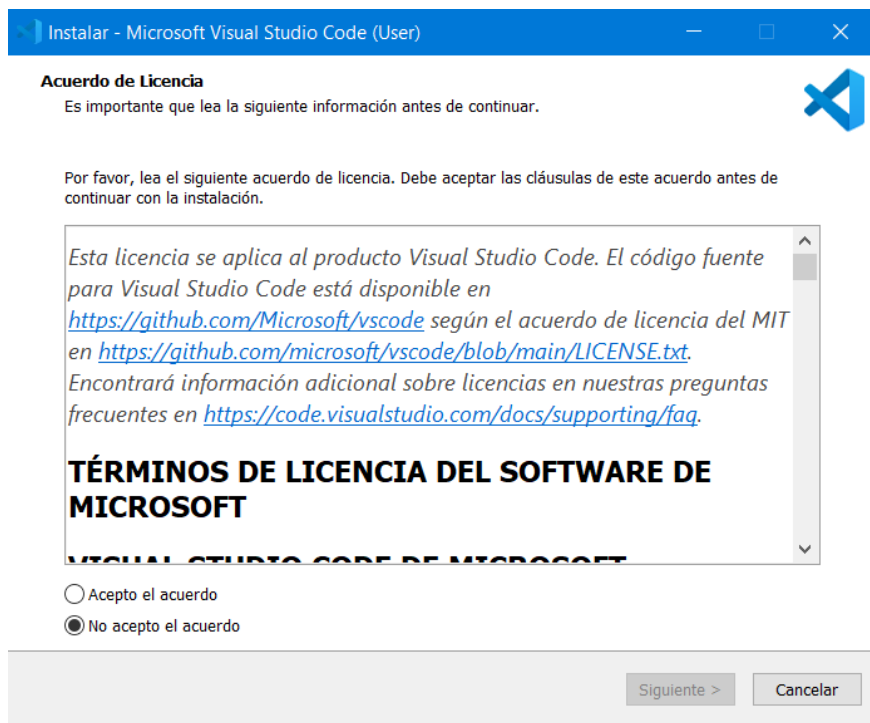 Instalar - Microsoft Visual Studio Code (User)
Acuerdo de Licencia
Es importante que lea la siguiente información antes de continuar.
Por favor, lea el siguiente acuerdo de licencia. Debe aceptar las cláusulas de este acuerdo antes de
continuar con la instalación.
Esta licencia se aplica al producto Visual Studio Code. El código fuente
para Visual Studio Code está disponible en
https://github.com/Microsoft/vscode según el acuerdo de licencia del MIT
en https://github.com/microsoft/vscode/blob/main/LICENSE.txt.
Encontrará información adicional sobre licencias en nuestras preguntas
frecuentes en https://code.visualstudio.com/docs/supporting/faq.
TÉRMINOS DE LICENCIA DEL SOFTWARE DE
MICROSOFT
VISUAL STUDIO CODE DE MICROSOFT
Acepto el acuerdo
No acepto el acuerdo
Siguiente >
Cancelar